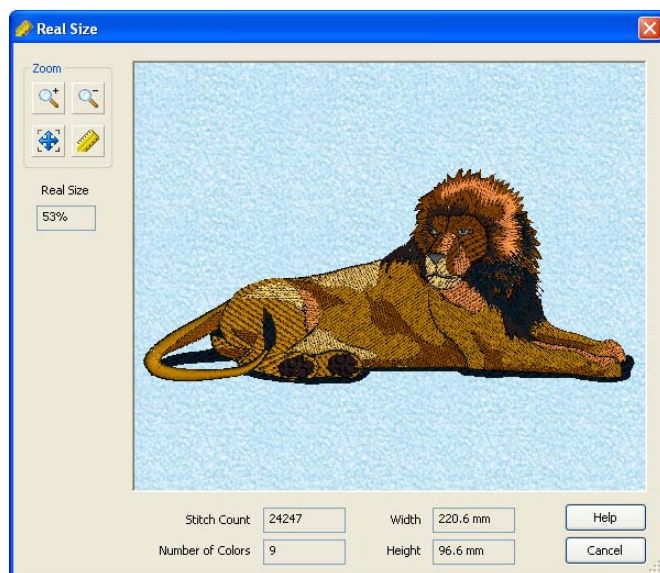 Real Size
Zoom
Real Size
53%
Stitch Count 24247 Width 220.6 mm Help
Number of Colors 9 Height 96.6 mm Cancel